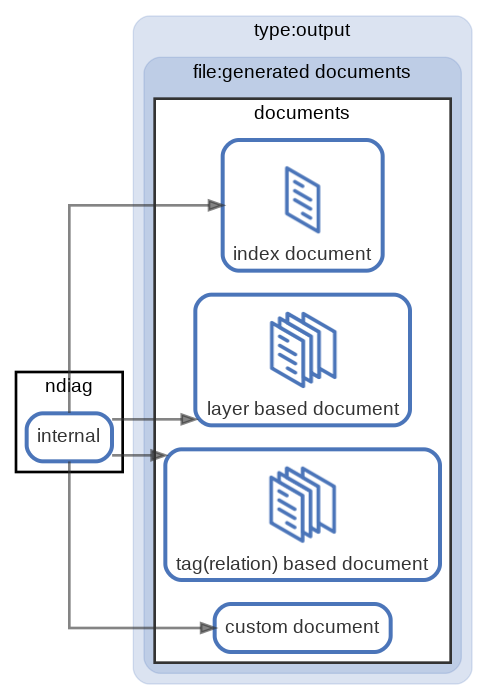 type:output
file:generated documents
documents
index document
layer based document
ndiag
internal
tag(relation) based document
custom document